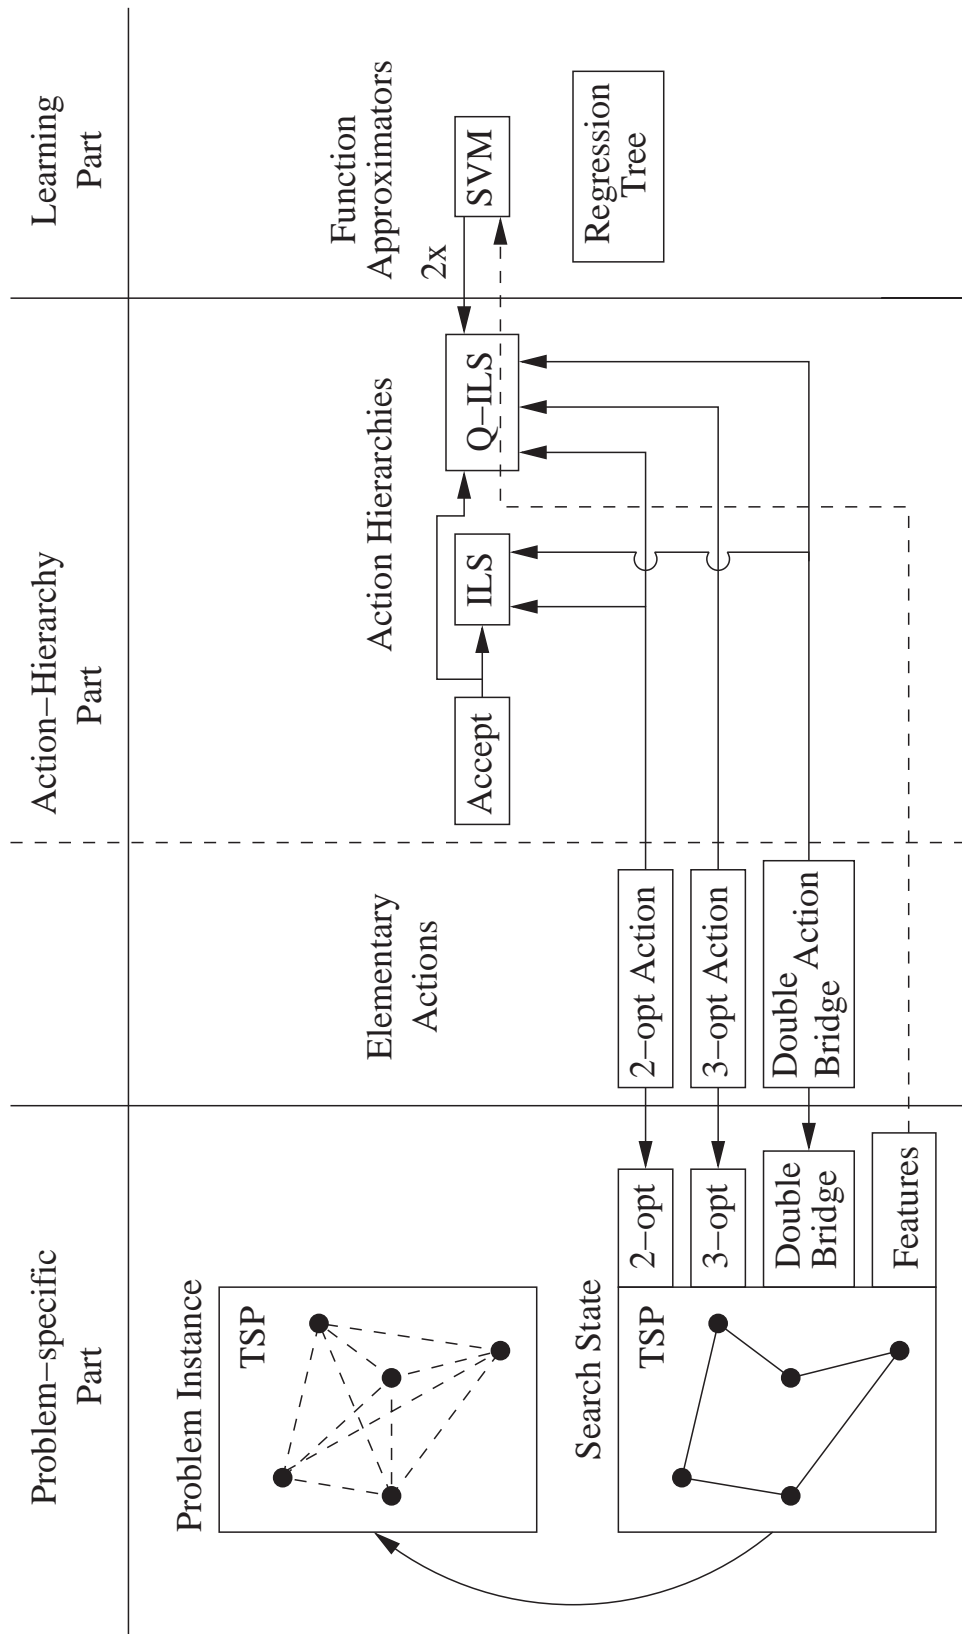 Problem–specific
Part
Action–Hierarchy
Part
Learning
Part
Problem Instance
TSP
Elementary
Actions
Action Hierarchies
Function
Approximators
Accept
ILS
Q–ILS
2x
SVM
Regression
Tree
Search State
TSP
2–opt
3–opt
Double
Bridge
Features
2–opt Action
3–opt Action
Double
Action
Bridge